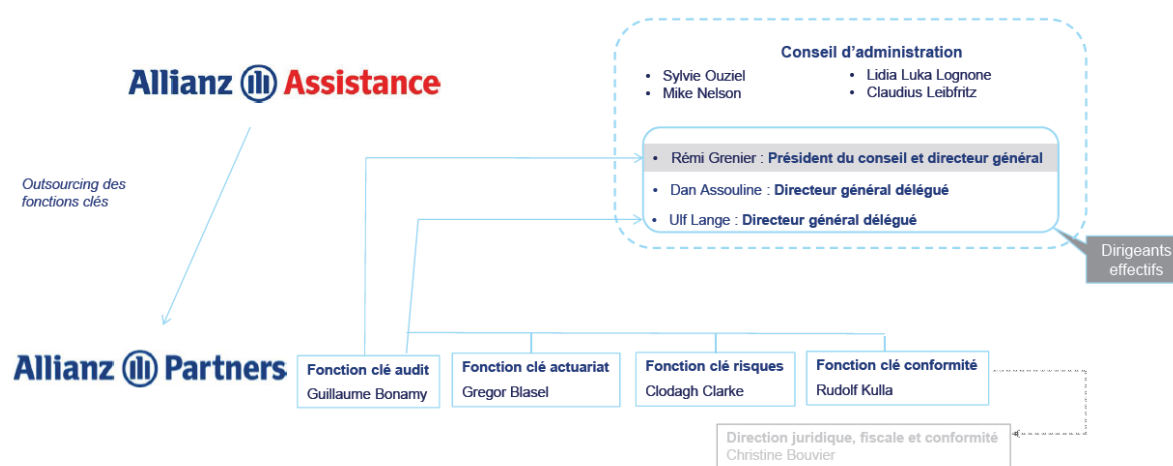 Allianz Assistance
Conseil d'administration
• Sylvie Ouziel
• Mike Nelson
• Lidia Luka Lognone
• Claudius Leibfritz
• Rémi Grenier : Président du conseil et directeur général
• Dan Assouline : Directeur général délégué
• Ulf Lange : Directeur général délégué
Outsourcing des
fonctions clés
Dirigeants
effectifs
Allianz Partners
Fonction clé audit
Guillaume Bonamy
Fonction clé actuariat
Gregor Blasel
Fonction clé risques
Clodagh Clarke
Fonction clé conformité
Rudolf Kulla
Direction juridique, fiscale et conformité
Christine Bouvier